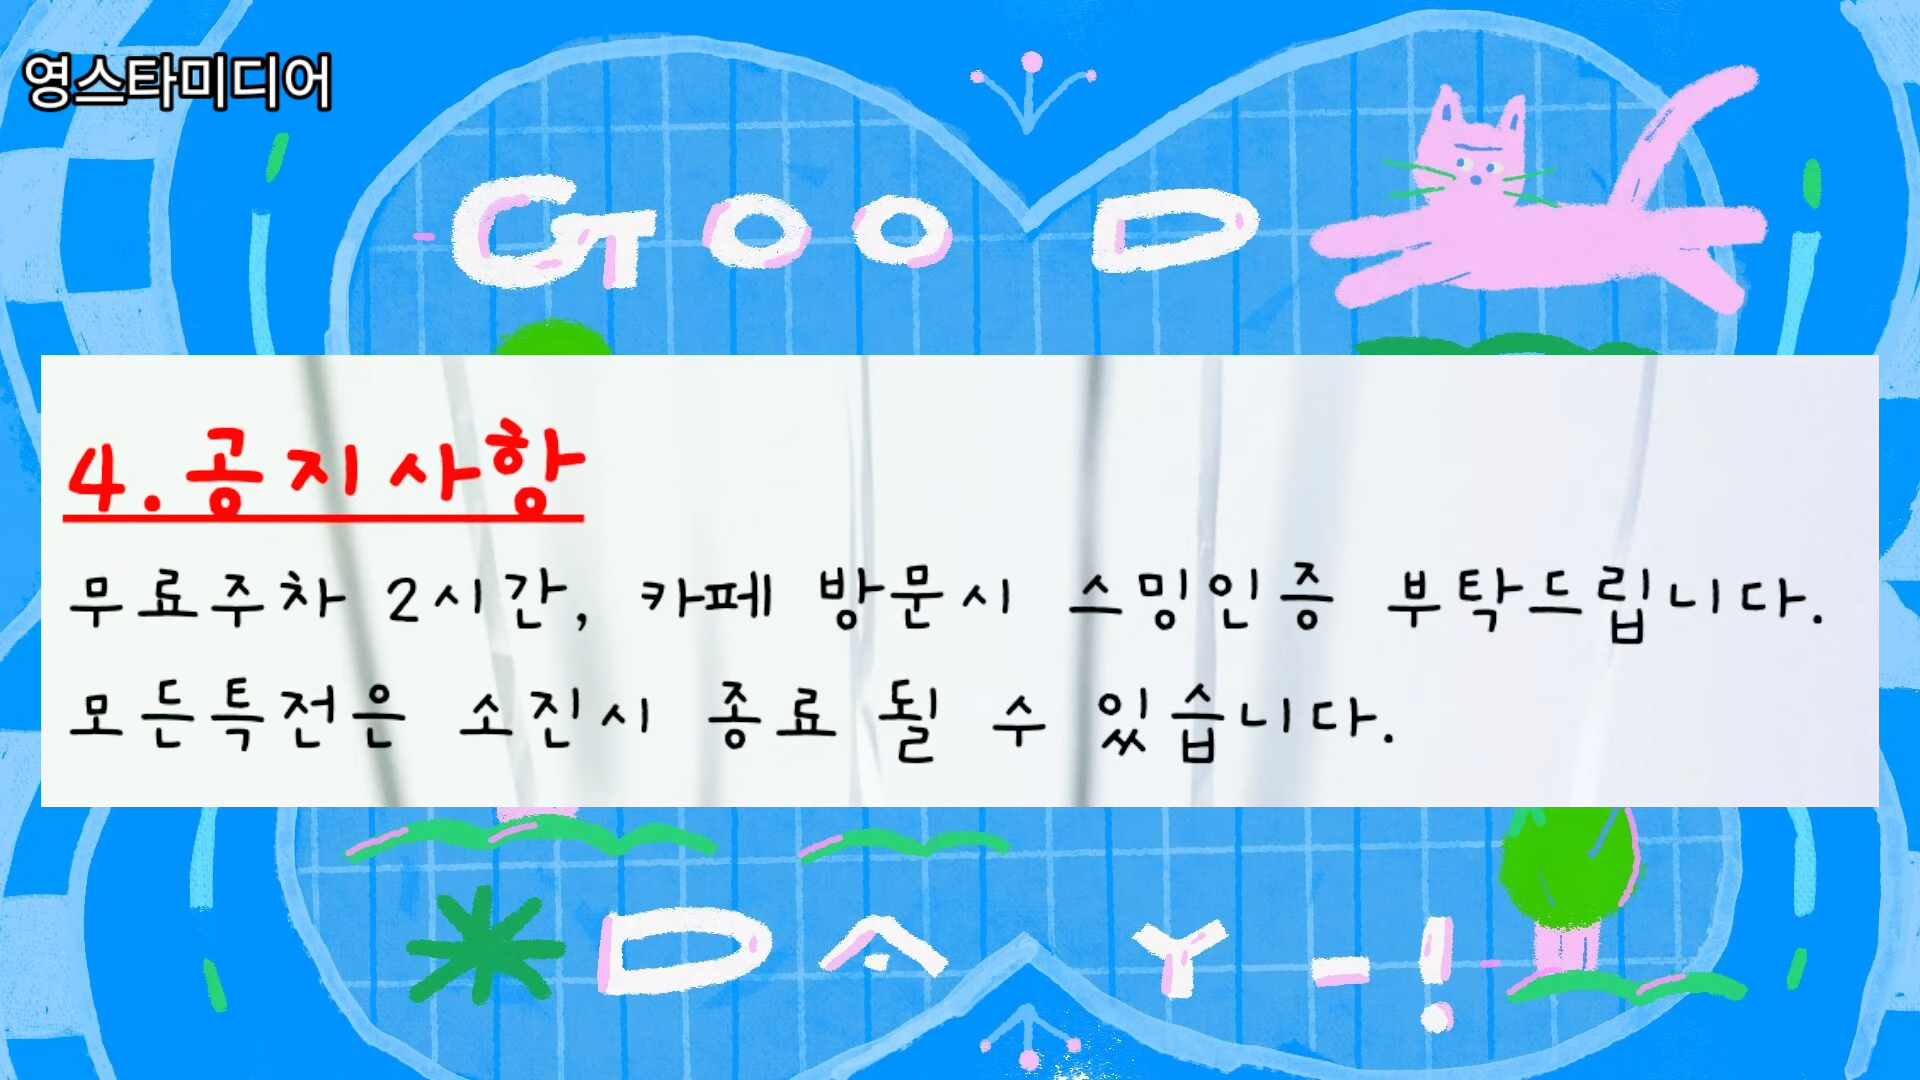 영스타미디어
GOOD
4.공지사항
무료주차 2시간, 카페 방문시 스밍인증 부탁드립니다.
모든특전은 소진시 종료 될 수 있습니다.
DAY-!